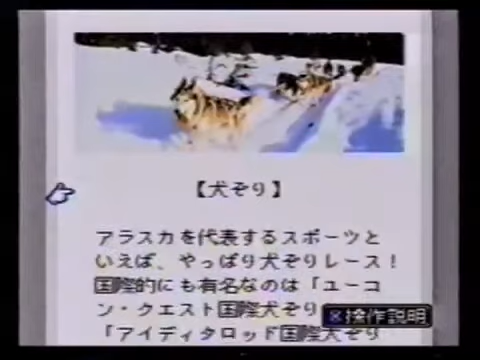 【犬ぞり】
アラスカを代表するスポーツと
いえば、やっぱり犬ぞりレース！
国際的にも有名なのは「ユーコ
ン・クエスト国際犬ぞり
※操作説明
「アイディタロッド国際犬ぞり